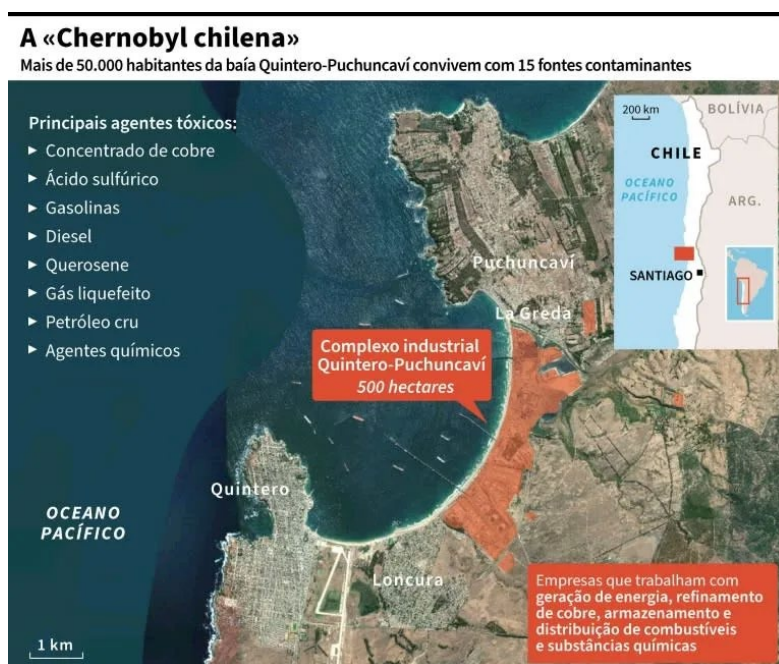 A «Chernobyl chilena»
Mais de 50.000 habitantes da baía Quintero-Puchuncaví convivem com 15 fontes contaminantes
Principais agentes tóxicos:
► Concentrado de cobre
► Ácido sulfúrico
► Gasolinas
► Diesel
► Querosene
► Gás liquefeito
► Petróleo cru
► Agentes químicos
200 km
BOLÍVIA
CHILE
OCEANO
PACÍFICO
ARG.
SANTIAGO
Puchuncaví
La Greda
Complexo industrial
Quintero-Puchuncaví
500 hectares
Quintero
OCEANO
PACÍFICO
Loncura
Empresas que trabalham com
geração de energia, refinamento
de cobre, armazenamento e
distribuição de combustíveis
e substâncias químicas
1 km